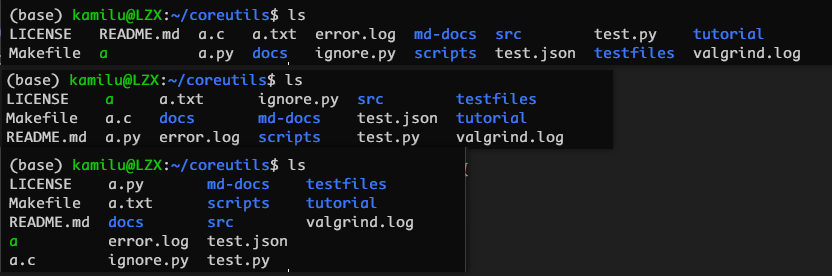 (base) kamilu@LZX:~/coreutils$ ls
LICENSE README.md a.c a.txt error.log md-docs src test.py tutorial
Makefile a a.py docs ignore.py scripts test.json testfiles valgrind.log
(base) kamilu@LZX:~/coreutils$ ls
LICENSE a a.txt ignore.py src testfiles
Makefile a.c docs md-docs test.json tutorial
README.md a.py error.log scripts test.py valgrind.log
(base) kamilu@LZX:~/coreutils$ ls
LICENSE a.py md-docs testfiles
Makefile a.txt scripts tutorial
README.md docs src valgrind.log
a error.log test.json
a.c ignore.py test.py